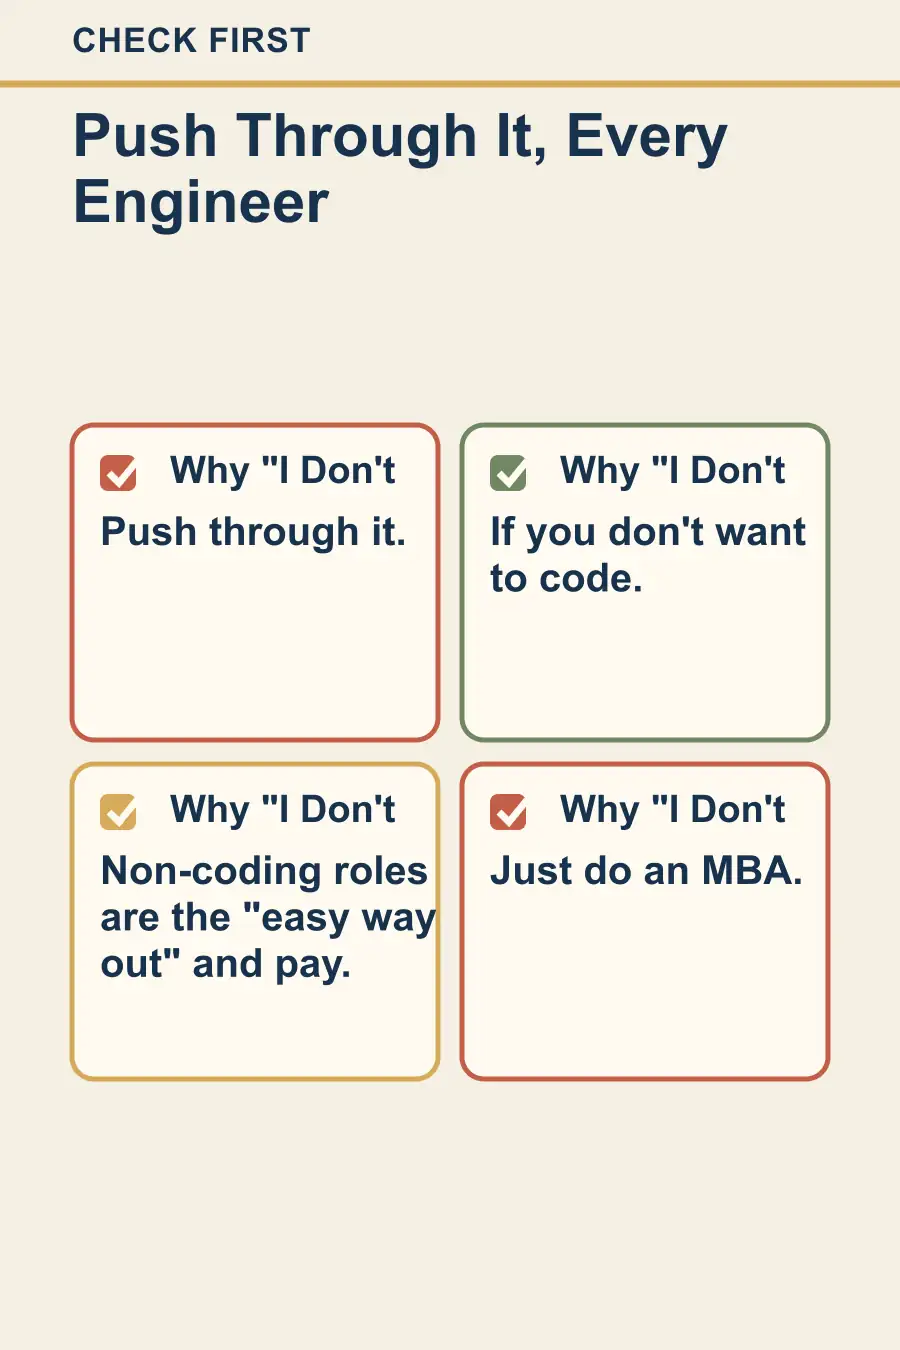 CHECK FIRST
Push Through It, Every
Engineer
Why "I Don't
Push through it.
Why "I Don't
If you don't want
to code.
Why "I Don't
Non-coding roles
are the "easy way
out" and pay.
Why "I Don't
Just do an MBA.